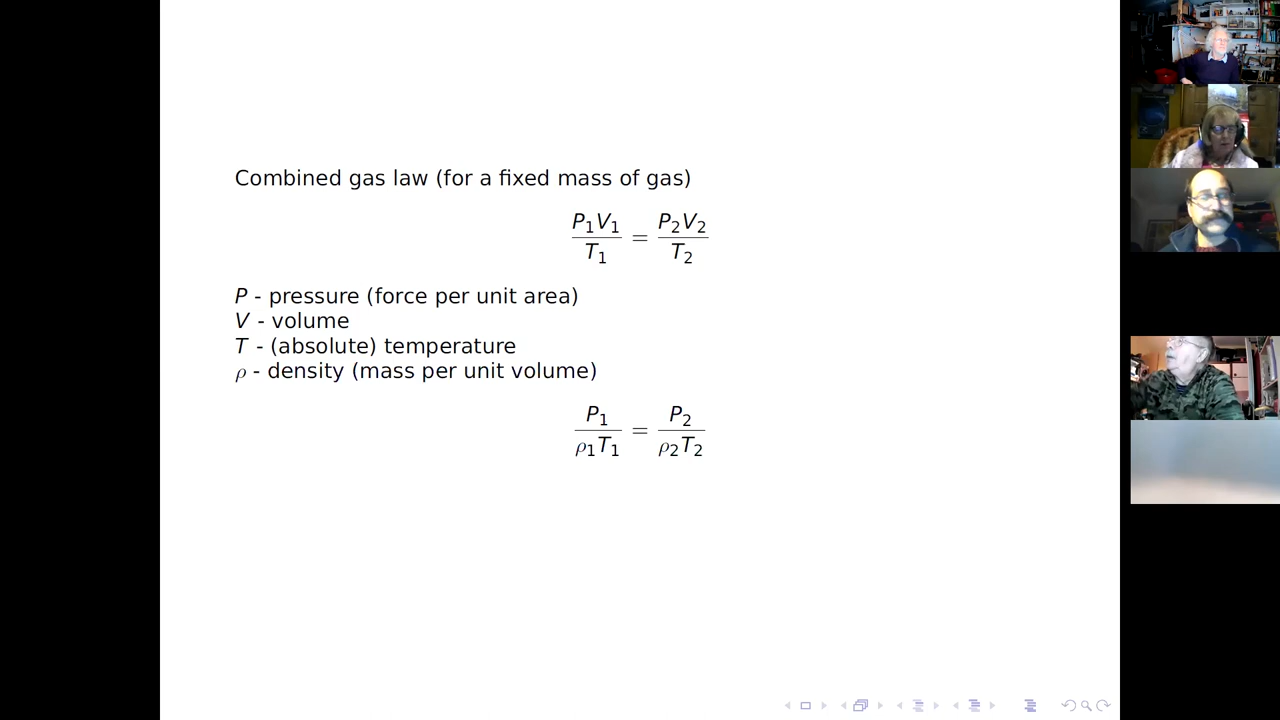 Combined gas law (for a fixed mass of gas)
P₁V₁/T₁ = P₂V₂/T₂
P - pressure (force per unit area)
V - volume
T - (absolute) temperature
ρ - density (mass per unit volume)
P₁/ρ₁T₁ = P₂/ρ₂T₂